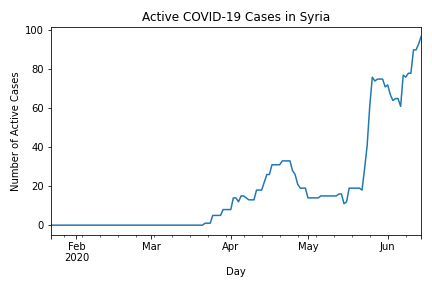 Active COVID-19 Cases in Syria
100
80
60
40
20
0
Number of Active Cases
Feb
2020
Mar
Apr
May
Jun
Day